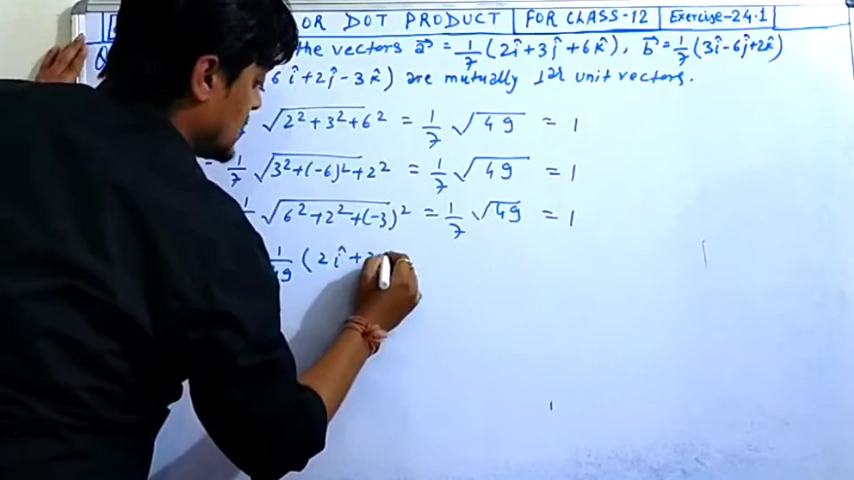 OR DOT PRODUCT | FOR CLASS-12 | Exercise-24.1
the vectors a⃗ = 1/7 (2î+3ĵ+6k̂), b⃗ = 1/7 (3î-6ĵ+2k̂)
6î+2ĵ-3k̂) are mutually ⊥ar unit vectors.
√2²+3²+6² = 1/7 √49 = 1
1/7 √3²+(-6)²+2² = 1/7 √49 = 1
√6²+2²+(-3)² = 1/7 √49 = 1
(2î+